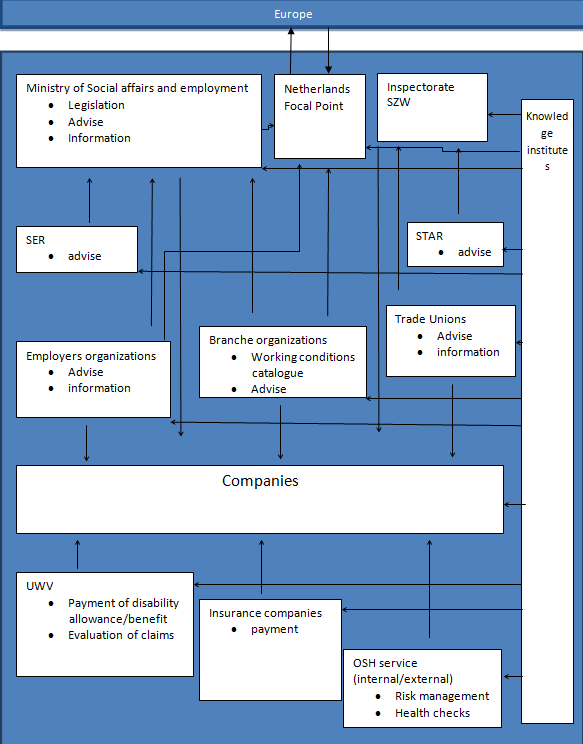 Europe
Ministry of Social affairs and employment
• Legislation
• Advise
• Information
Netherlands
Focal Point
Inspectorate
SZW
Knowled
ge
institute
s
SER
• advise
STAR
• advise
Employers organizations
• Advise
• information
Branche organizations
• Working conditions
catalogue
• Advise
Trade Unions
• Advise
• information
Companies
UWV
• Payment of disability
allowance/benefit
• Evaluation of claims
Insurance companies
• payment
OSH service
(internal/external)
• Risk management
• Health checks